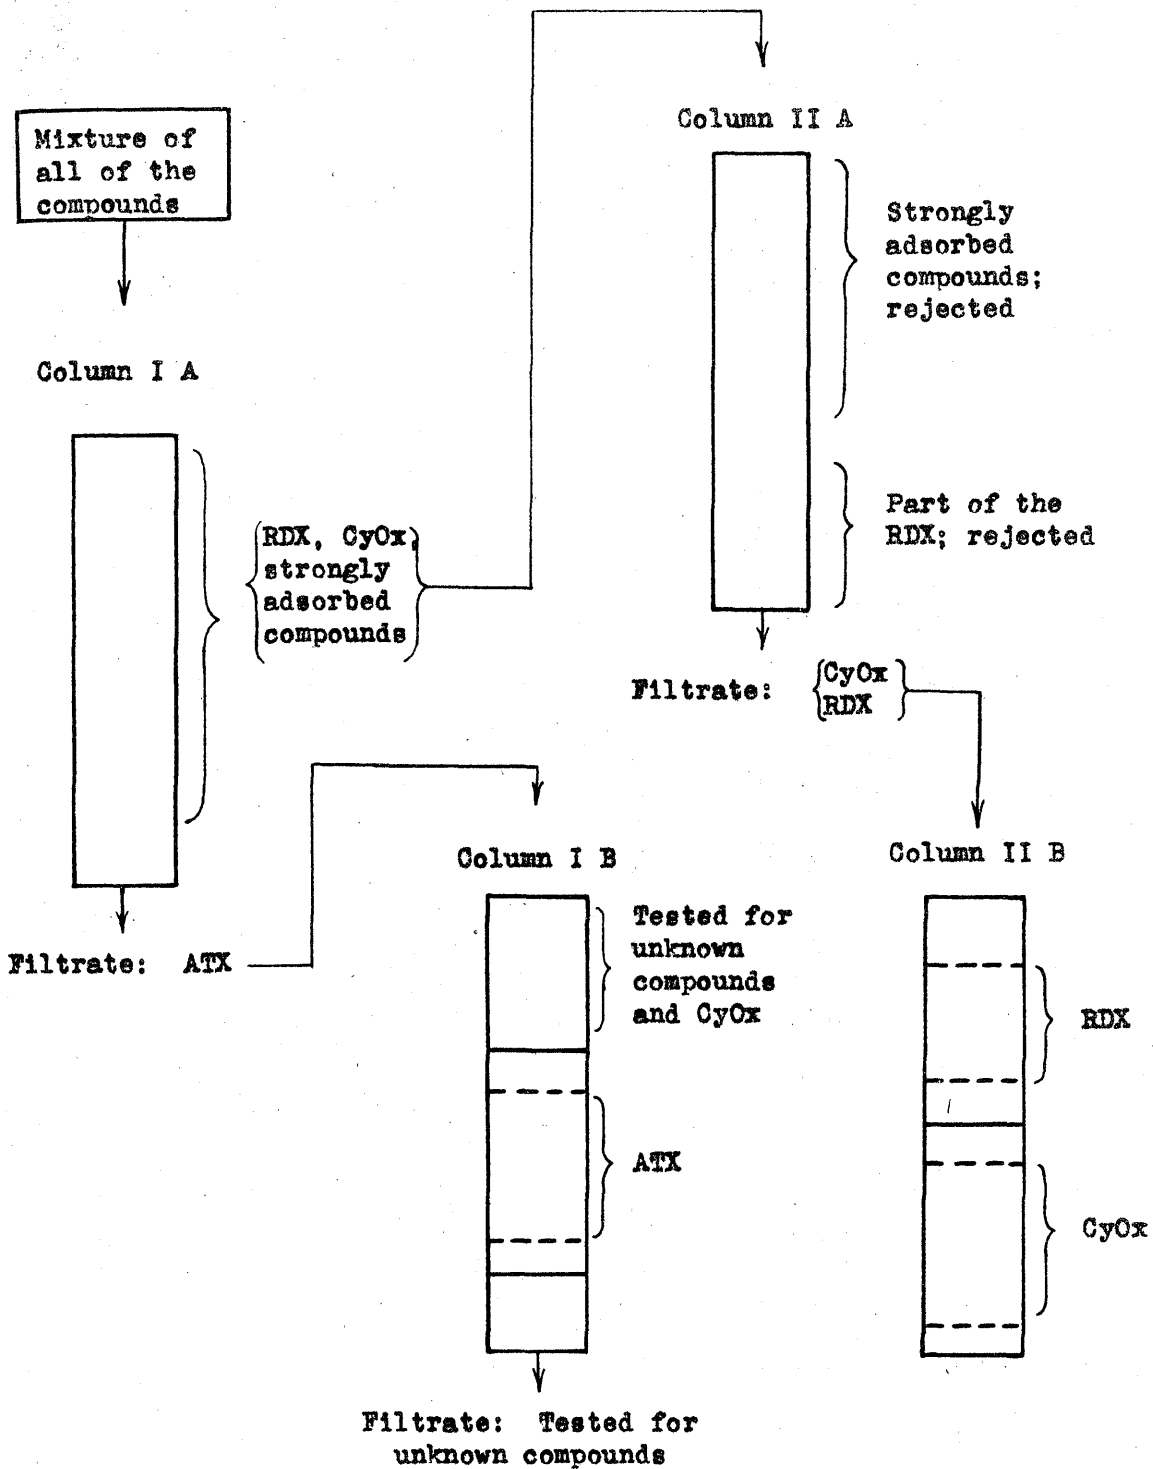 Mixture of
all of the
compounds
Column I A
RDX, CyOx,
strongly
adsorbed
compounds
Filtrate: ATX
Column II A
Strongly
adsorbed
compounds;
rejected
Part of the
RDX; rejected
Filtrate: CyOx
RDX
Column I B
Tested for
unknown
compounds
and CyOx
ATX
Filtrate: Tested for
unknown compounds
Column II B
RDX
CyOx